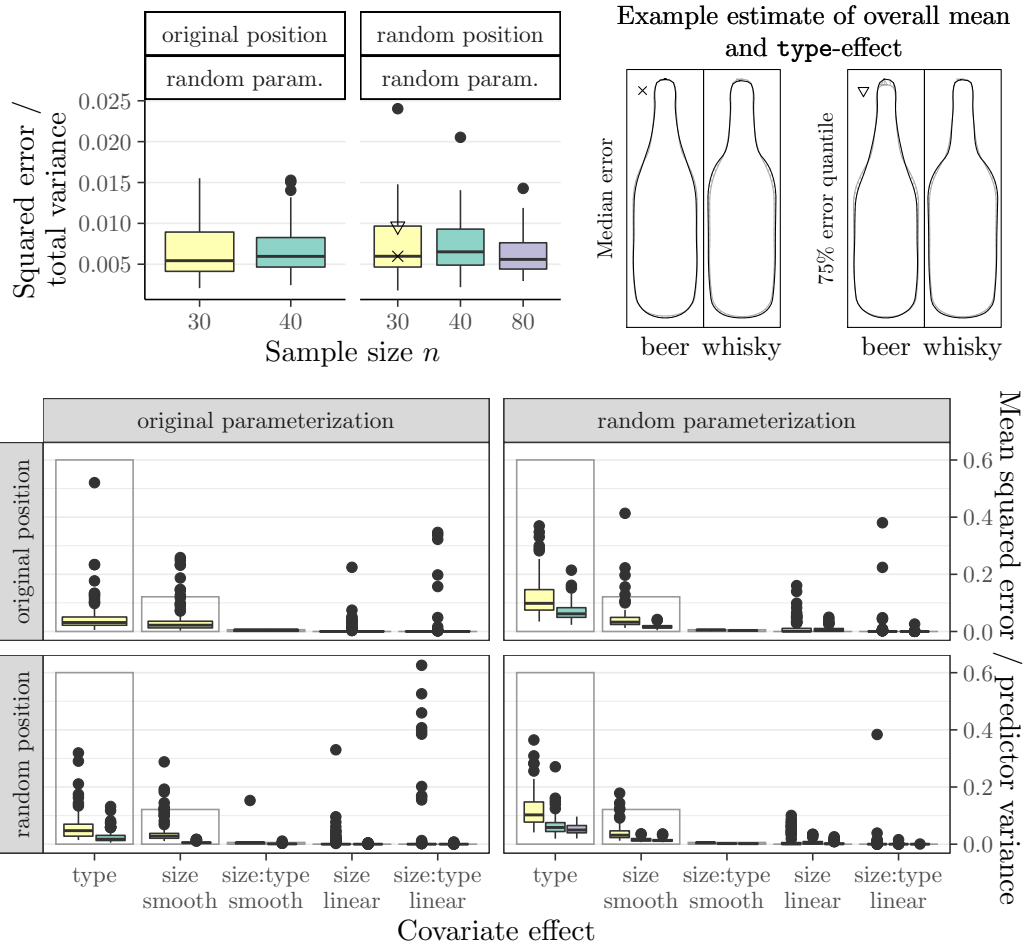 original position
random position
random param.
random param.
Squared error /
total variance
0.025
0.020
0.015
0.010
0.005
30
40
30
40
80
Sample size n
Example estimate of overall mean
and type-effect
Median error
beer whisky
75% error quantile
beer whisky
original parameterization
random parameterization
original position
random position
0.6
0.4
0.2
0.0
0.6
0.4
0.2
0.0
Mean squared error / predictor variance
type
size
smooth
size:type
smooth
size
linear
size:type
linear
type
size
smooth
size:type
smooth
size
linear
size:type
linear
Covariate effect